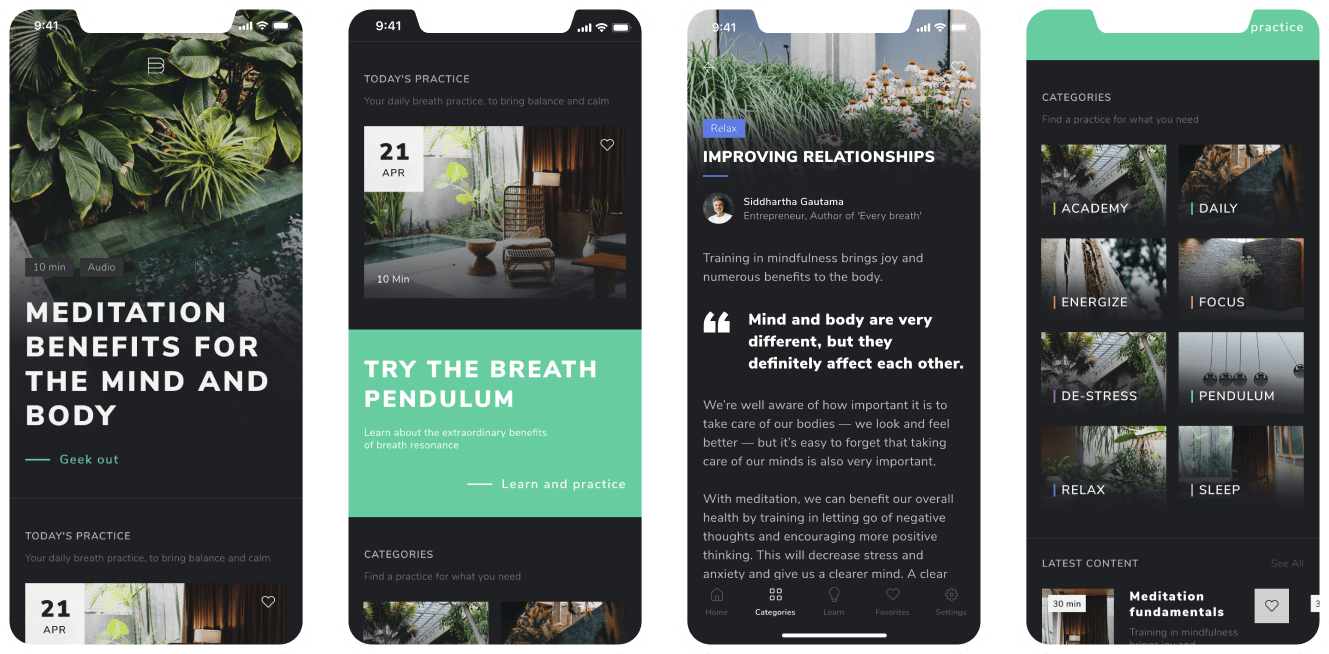 9:41
10 min
Audio
MEDITATION
BENEFITS FOR
THE MIND AND
BODY
Geek out
TODAY'S PRACTICE
Your daily breath practice, to bring balance and calm
21
APR
9:41
TODAY'S PRACTICE
Your daily breath practice, to bring balance and calm
21
APR
10 Min
TRY THE BREATH
PENDULUM
Learn about the extraordinary benefits
of breath resonance
Learn and practice
CATEGORIES
Find a practice for what you need
9:41
Relax
IMPROVING RELATIONSHIPS
Siddhartha Gautama
Entrepreneur, Author of 'Every breath'
Training in mindfulness brings joy and
numerous benefits to the body.
❝ Mind and body are very
different, but they
definitely affect each other.
We’re well aware of how important it is to
take care of our bodies — we look and feel
better — but it’s easy to forget that taking
care of our minds is also very important.
With meditation, we can benefit our overall
health by training in letting go of negative
thoughts and encouraging more positive
thinking. This will decrease stress and
anxiety and give us a clearer mind. A clear
Home
Categories
Learn
Favorites
Settings
practice
CATEGORIES
Find a practice for what you need
ACADEMY
DAILY
ENERGIZE
FOCUS
DE-STRESS
PENDULUM
RELAX
SLEEP
LATEST CONTENT
See All
30 min
Meditation
fundamentals
Training in mindfulness